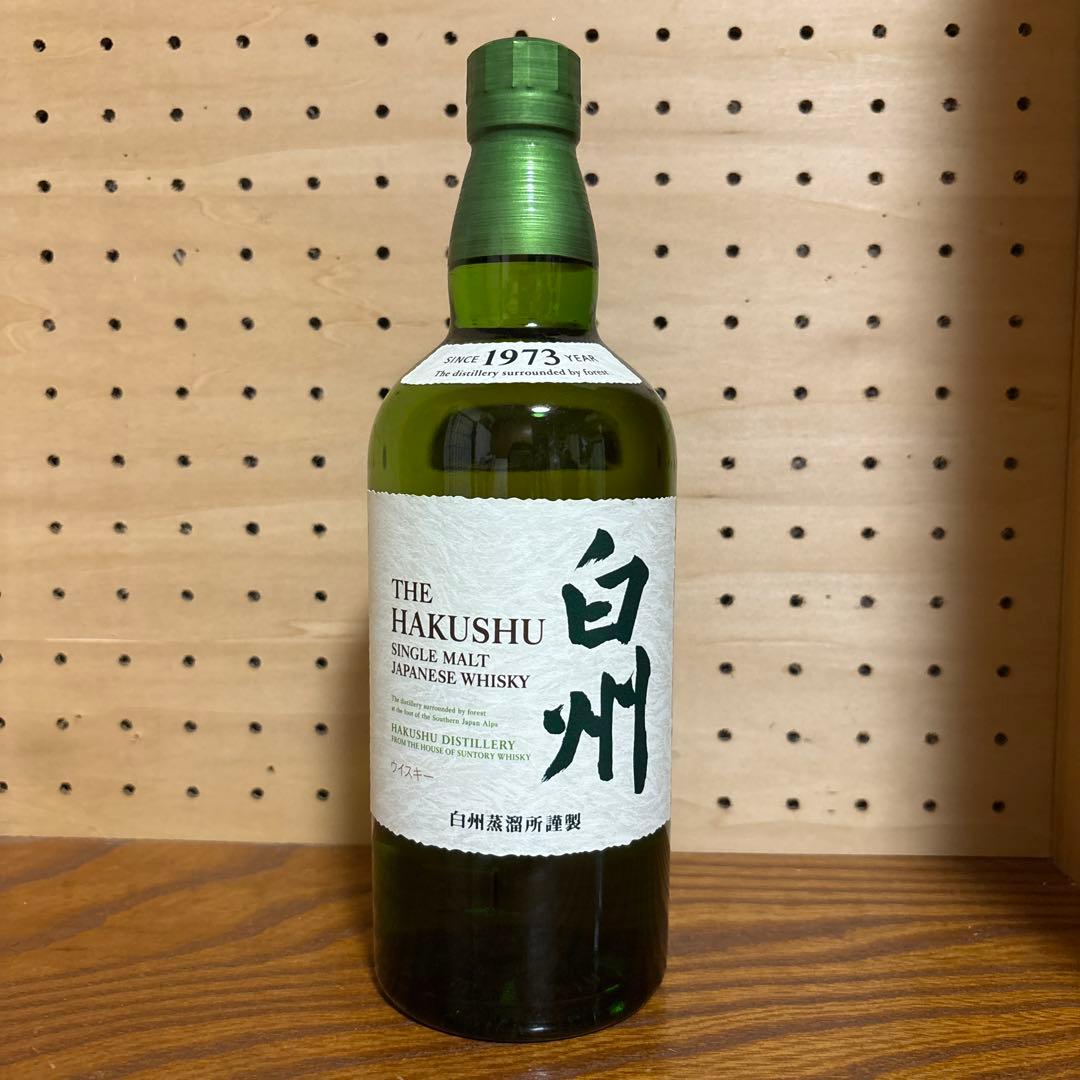 SINCE 1973 YEAR
The distillery surrounded by forest
THE
HAKUSHU
SINGLE MALT
JAPANESE WHISKY
The distillery surrounded by forest
at the foot of the Southern Japan Alps
HAKUSHU DISTILLERY
FROM THE HOUSE OF SUNTORY WHISKY
ウイスキー
白州
白州蒸溜所謹製